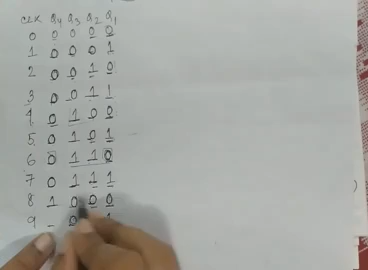 CLK Q4 Q3 Q2 Q1
0 0 0 0 0
1 0 0 0 1
2 0 0 1 0
3 0 0 1 1
4 0 1 0 0
5 0 1 0 1
6 0 1 1 0
7 0 1 1 1
8 1 0 0 0
9 - 0 1